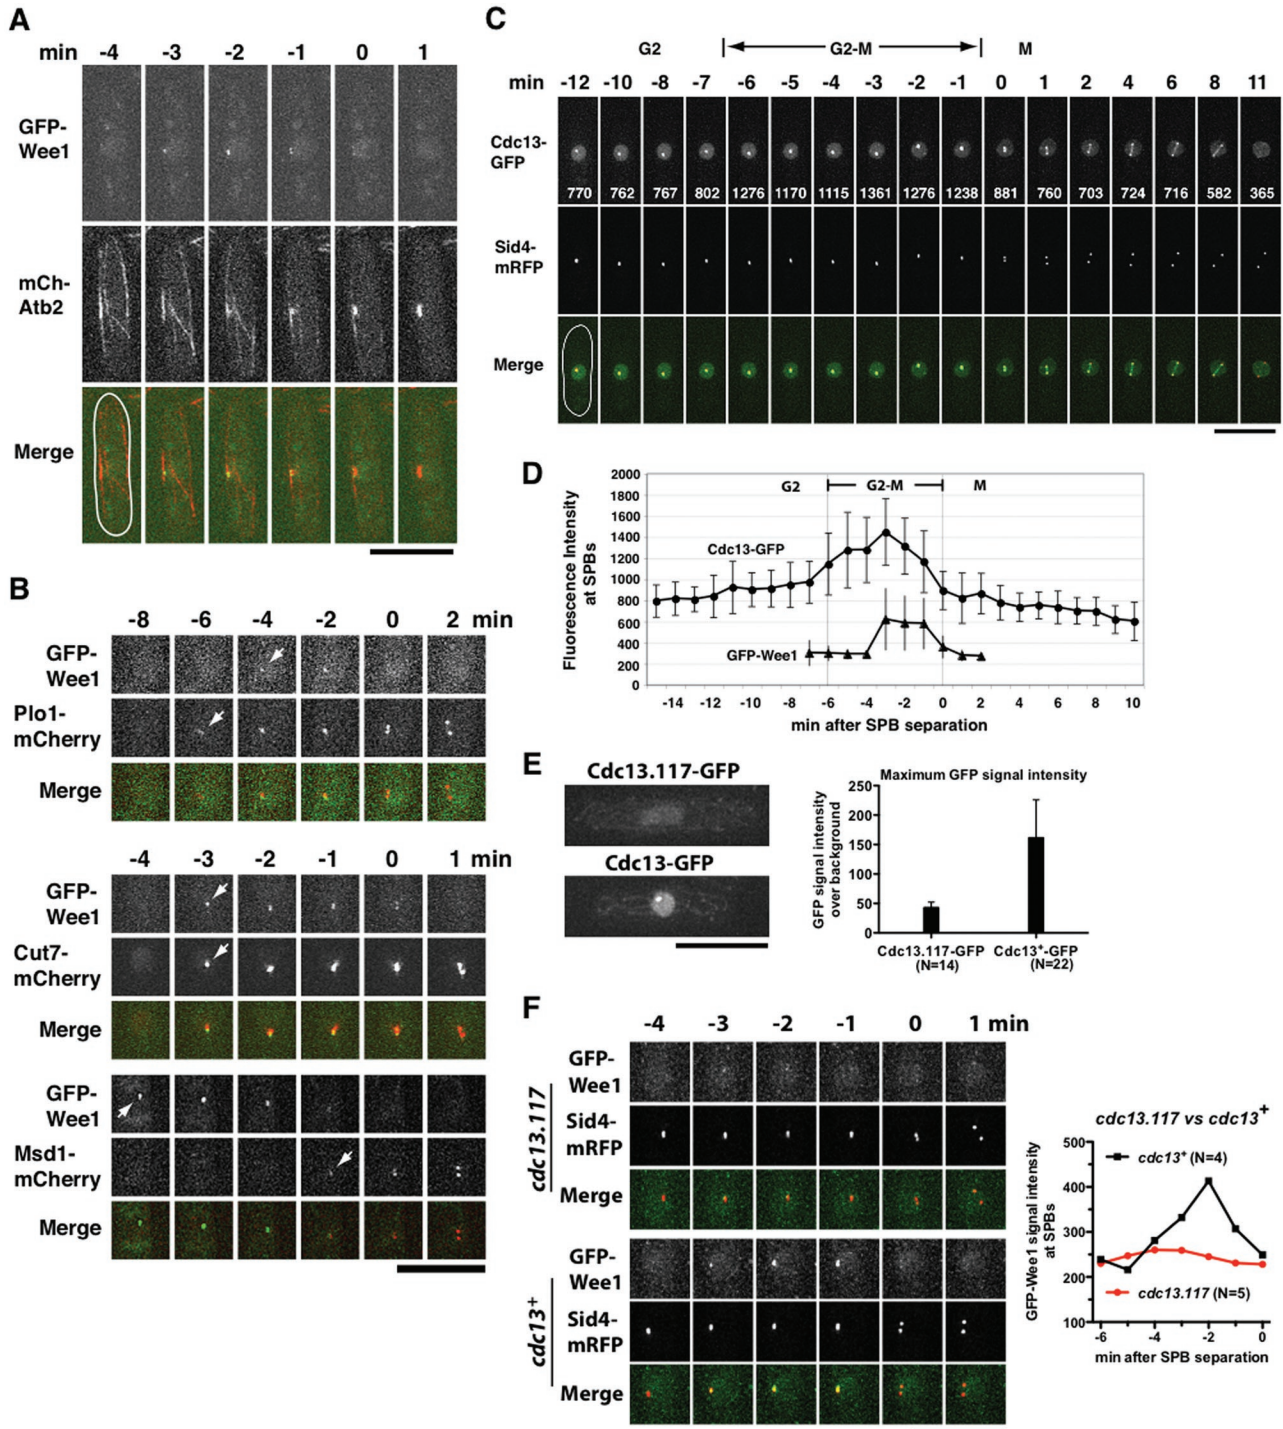 A
min -4 -3 -2 -1 0 1
GFP-
Wee1
mCh-
Atb2
Merge
B
-8 -6 -4 -2 0 2 min
GFP-
Wee1
Plo1-
mCherry
Merge
-4 -3 -2 -1 0 1 min
GFP-
Wee1
Cut7-
mCherry
Merge
GFP-
Wee1
Msd1-
mCherry
Merge
C
G2 G2-M M
min -12 -10 -8 -7 -6 -5 -4 -3 -2 -1 0 1 2 4 6 8 11
Cdc13-
GFP
770 762 767 802 1276 1170 1115 1361 1276 1238 881 760 703 724 716 582 365
Sid4-
mRFP
Merge
D
Fluorescence Intensity
at SPBs
2000
1800
1600
1400
1200
1000
800
600
400
200
0
G2 G2-M M
Cdc13-GFP
GFP-Wee1
-14 -12 -10 -8 -6 -4 -2 0 2 4 6 8 10
min after SPB separation
E
Cdc13.117-GFP
Cdc13-GFP
Maximum GFP signal intensity
GFP signal intensity
over background
250
200
150
100
50
0
Cdc13.117-GFP Cdc13+-GFP
(N=14) (N=22)
F
-4 -3 -2 -1 0 1 min
cdc13.117
GFP-
Wee1
Sid4-
mRFP
Merge
cdc13+
GFP-
Wee1
Sid4-
mRFP
Merge
cdc13.117 vs cdc13+
GFP-Wee1 signal intensity
at SPBs
500
400
300
200
100
cdc13+ (N=4)
cdc13.117 (N=5)
-6 -4 -2 0
min after SPB separation